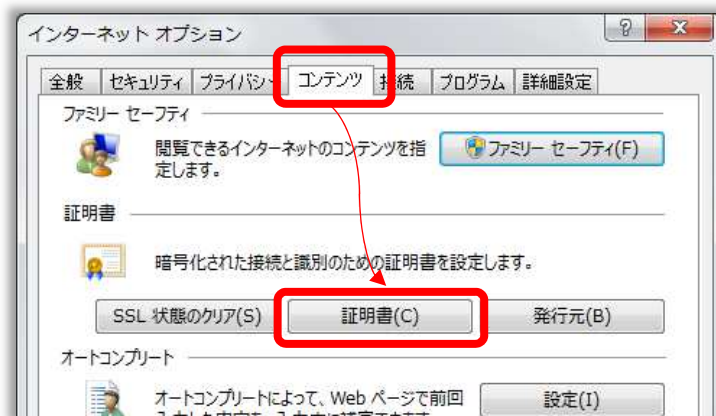 インターネット オプション
全般 セキュリティ プライバシー コンテンツ 接続 プログラム 詳細設定
ファミリー セーフティ
閲覧できるインターネットのコンテンツを指 ファミリー セーフティ(F)
定します。
証明書
暗号化された接続と識別のための証明書を設定します。
SSL 状態のクリア(S) 証明書(C) 発行元(B)
オートコンプリート
オートコンプリートによって、Web ページで前回 設定(I)